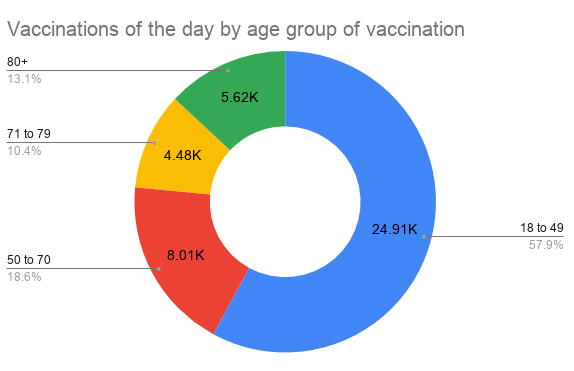 Vaccinations of the day by age group of vaccination
80+
13.1%
5.62K
71 to 79
10.4%
4.48K
24.91K
18 to 49
57.9%
50 to 70
18.6%
8.01K